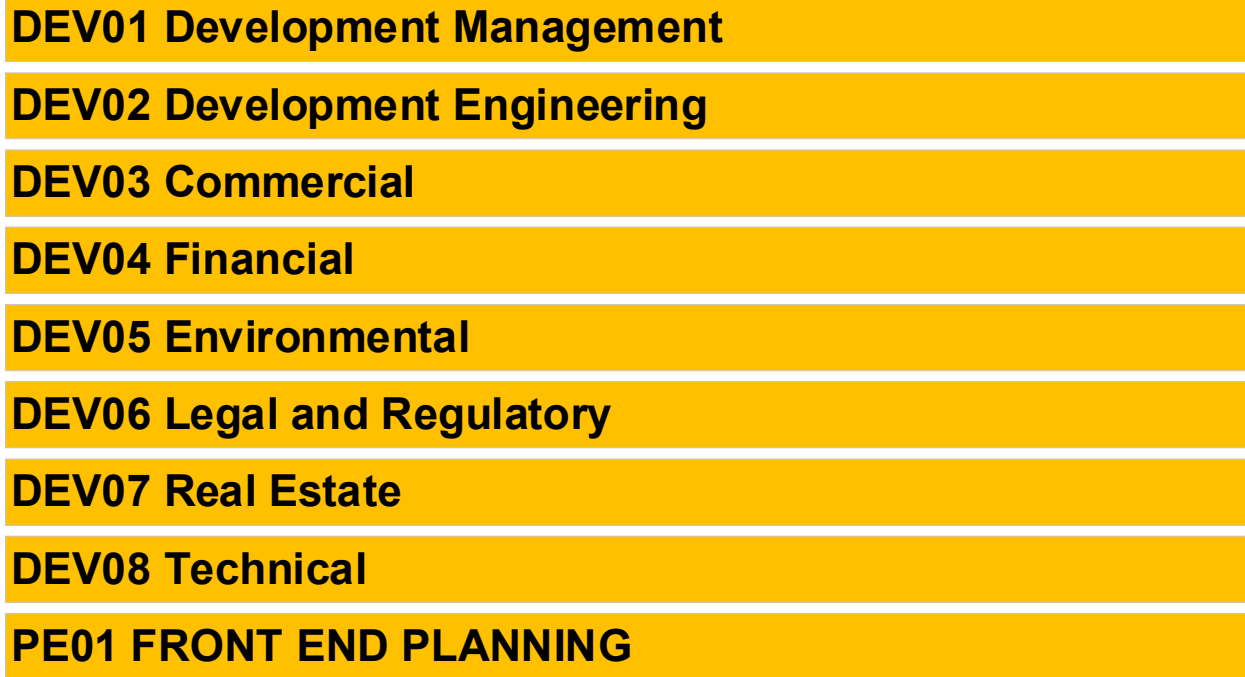 DEV01 Development Management
DEV02 Development Engineering
DEV03 Commercial
DEV04 Financial
DEV05 Environmental
DEV06 Legal and Regulatory
DEV07 Real Estate
DEV08 Technical
PE01 FRONT END PLANNING